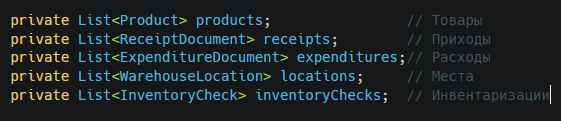 private List<Product> products;              // Товары
private List<ReceiptDocument> receipts;       // Приходы
private List<ExpenditureDocument> expenditures;// Расходы
private List<WarehouseLocation> locations;    // Места
private List<InventoryCheck> inventoryChecks;  // Инвентаризации